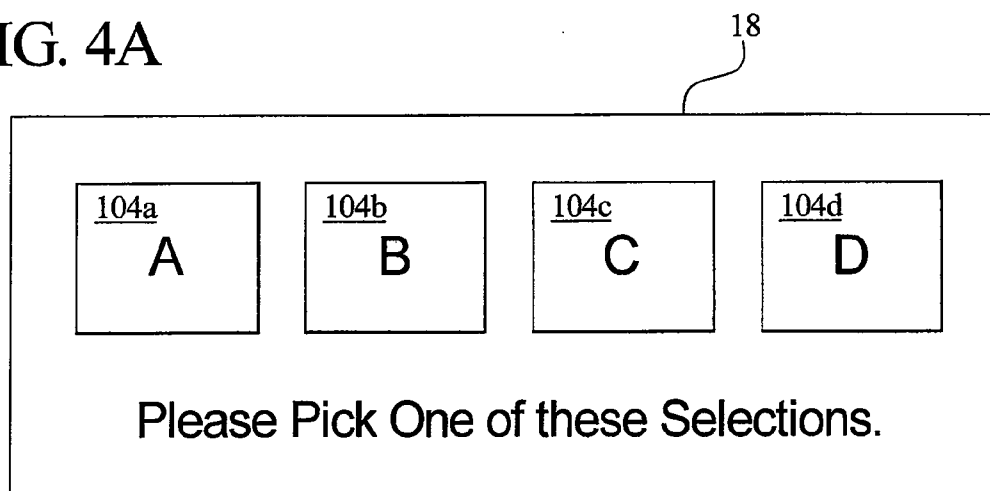 IG. 4A
18
104a 104b 104c 104d
A B C D
Please Pick One of these Selections.